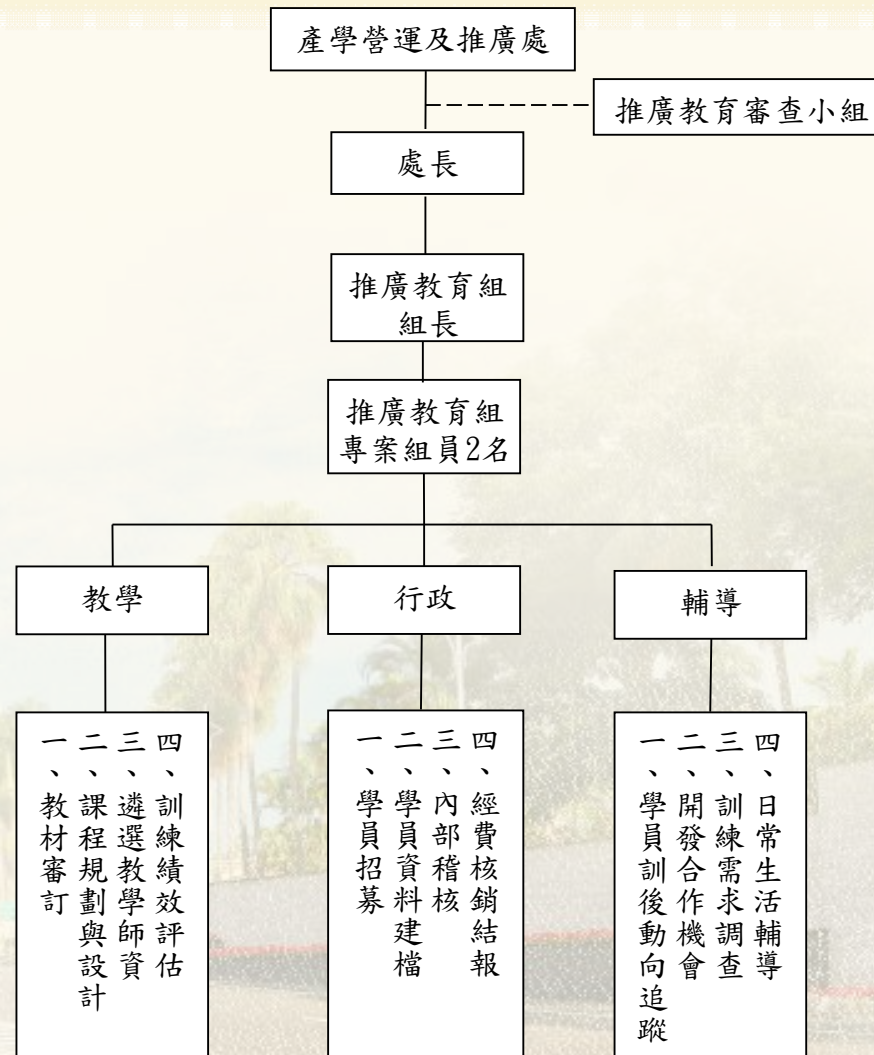 產學營運及推廣處
推廣教育審查小組
處長
推廣教育組
組長
推廣教育組
專案組員2名
教學
行政
輔導
一、教材審訂
二、課程規劃與設計
三、遴選教學師資
四、訓練績效評估
一、學員招募
二、學員資料建檔
三、內部稽核
四、經費核銷結報
一、學員訓後動向追蹤
二、開發合作機會
三、訓練需求調查
四、日常生活輔導